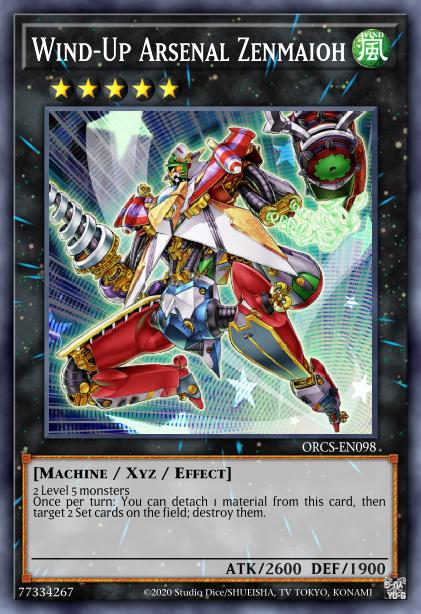 Wind-Up Arsenal Zenmaioh
WIND
風
ORCS-EN098
[Machine / Xyz / Effect]
2 Level 5 monsters
Once per turn: You can detach 1 material from this card, then
target 2 Set cards on the field; destroy them.
ATK/2600 DEF/1900
77334267
©2020 Studio Dice/SHUEISHA, TV TOKYO, KONAMI